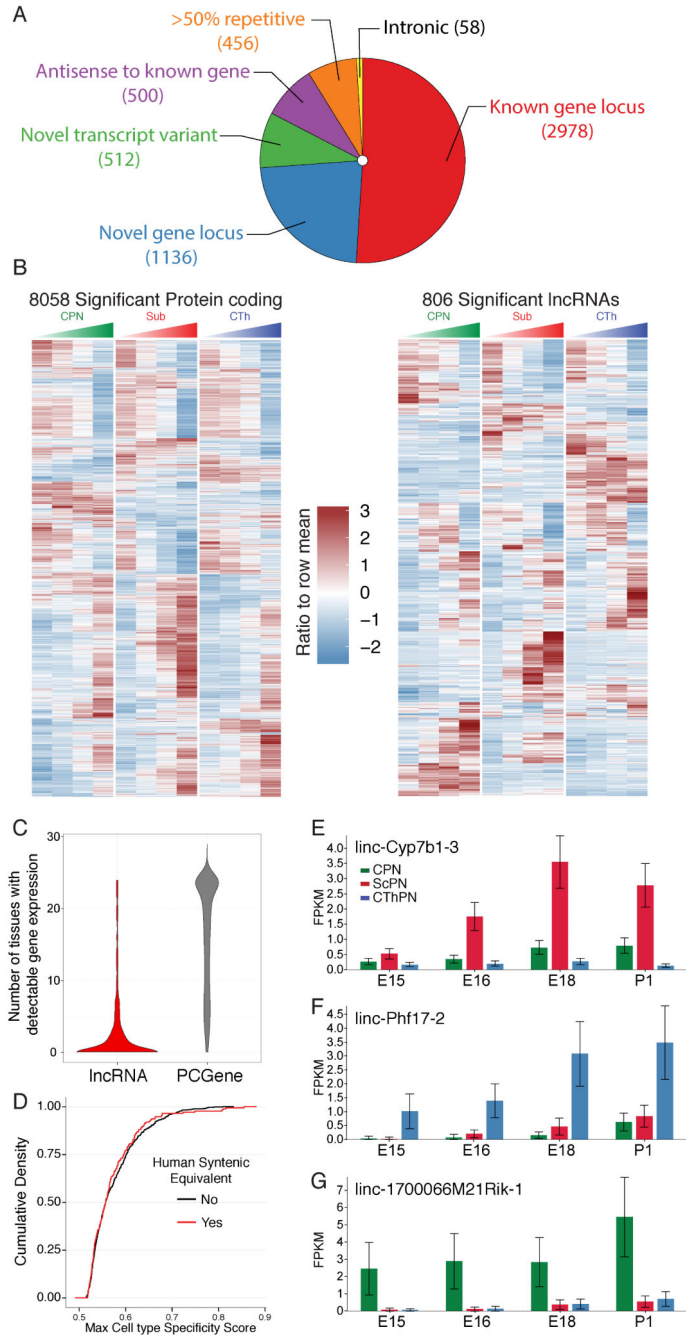 A
>50% repetitive
(456)
Intronic (58)
Antisense to known gene
(500)
Known gene locus
(2978)
Novel transcript variant
(512)
Novel gene locus
(1136)
B
8058 Significant Protein coding
CPN
Sub
CTh
806 Significant lncRNAs
CPN
Sub
CTh
Ratio to row mean
3
2
1
0
−1
−2
C
Number of tissues with
detectable gene expression
30
20
10
0
lncRNA
PCGene
D
Cumulative Density
1.00
0.75
0.50
0.25
0.00
Human Syntenic
Equivalent
No
Yes
0.5
0.6
0.7
0.8
0.9
Max Cell type Specificity Score
E
linc-Cyp7b1-3
CPN
ScPN
CThPN
FPKM
4.0
3.5
3.0
2.5
2.0
1.5
1.0
0.5
0.0
E15
E16
E18
P1
F
linc-Phf17-2
FPKM
4.0
3.5
3.0
2.5
2.0
1.5
1.0
0.5
0.0
E15
E16
E18
P1
G
linc-1700066M21Rik-1
FPKM
7
6
5
4
3
2
1
0
E15
E16
E18
P1